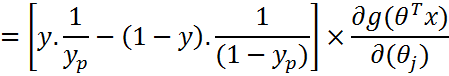 = [y. 1/y_p − (1 − y). 1/(1 − y_p)] × ∂g(θ^T x)/∂(θ_j)